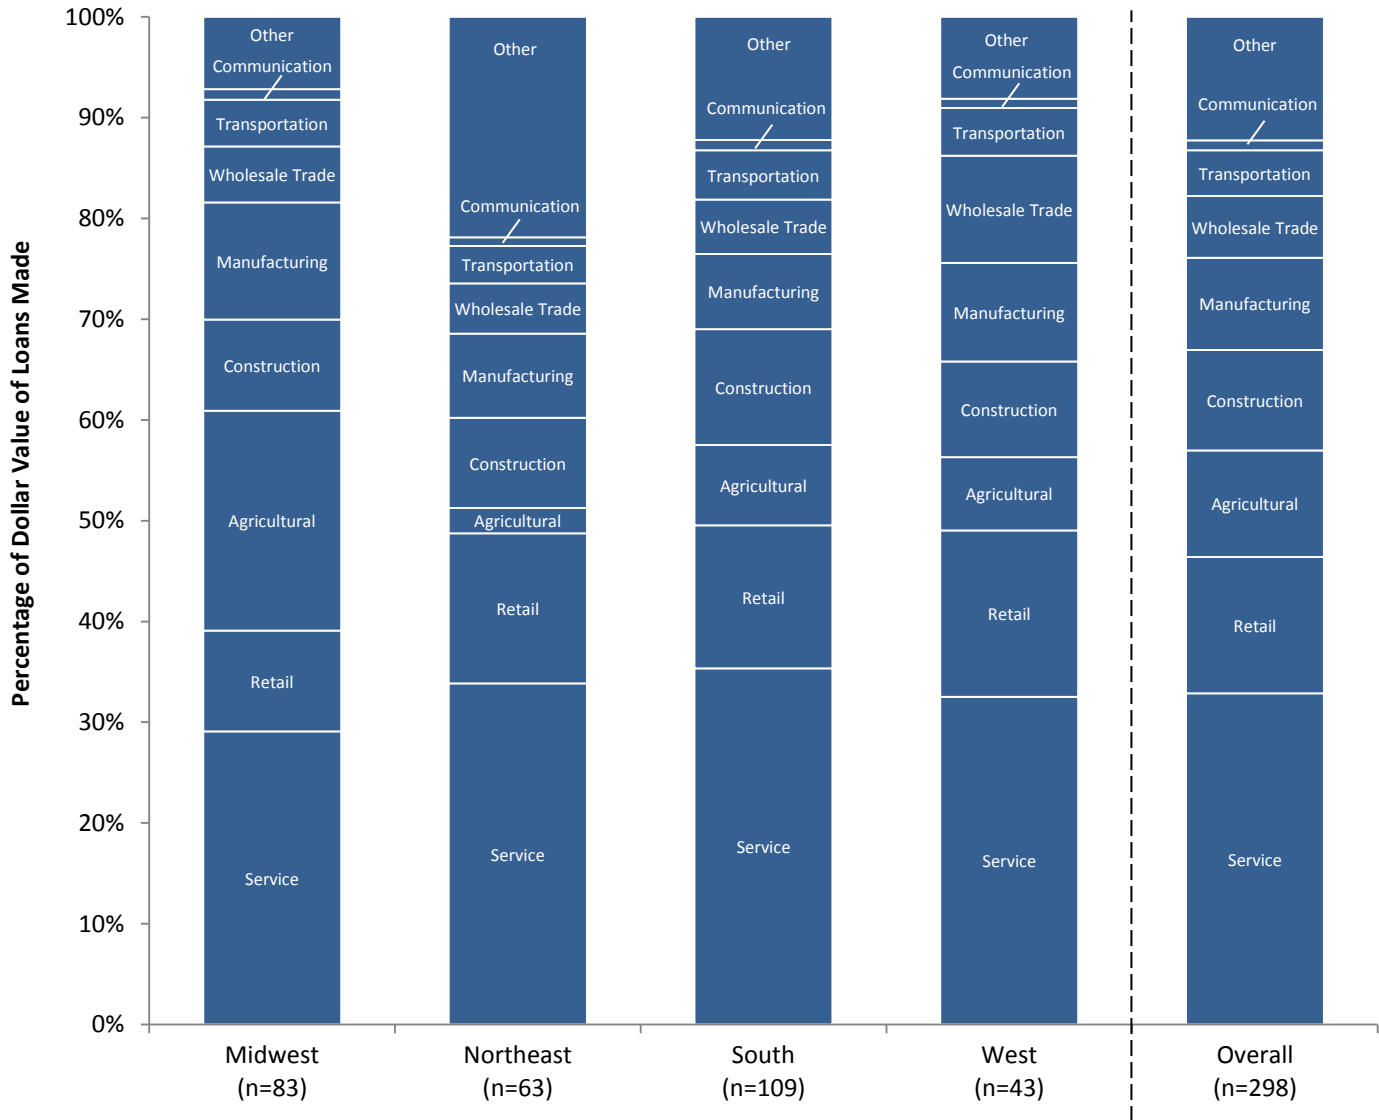 Percentage of Dollar Value of Loans Made
100%
90%
80%
70%
60%
50%
40%
30%
20%
10%
0%
Other
Communication
Transportation
Wholesale Trade
Manufacturing
Construction
Agricultural
Retail
Service
Midwest
(n=83)
Other
Communication
Transportation
Wholesale Trade
Manufacturing
Construction
Agricultural
Retail
Service
Northeast
(n=63)
Other
Communication
Transportation
Wholesale Trade
Manufacturing
Construction
Agricultural
Retail
Service
South
(n=109)
Other
Communication
Transportation
Wholesale Trade
Manufacturing
Construction
Agricultural
Retail
Service
West
(n=43)
Other
Communication
Transportation
Wholesale Trade
Manufacturing
Construction
Agricultural
Retail
Service
Overall
(n=298)